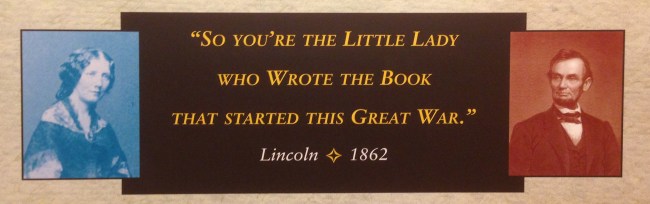 “So you’re the Little Lady
who Wrote the Book
that started this Great War.”
Lincoln ✧ 1862